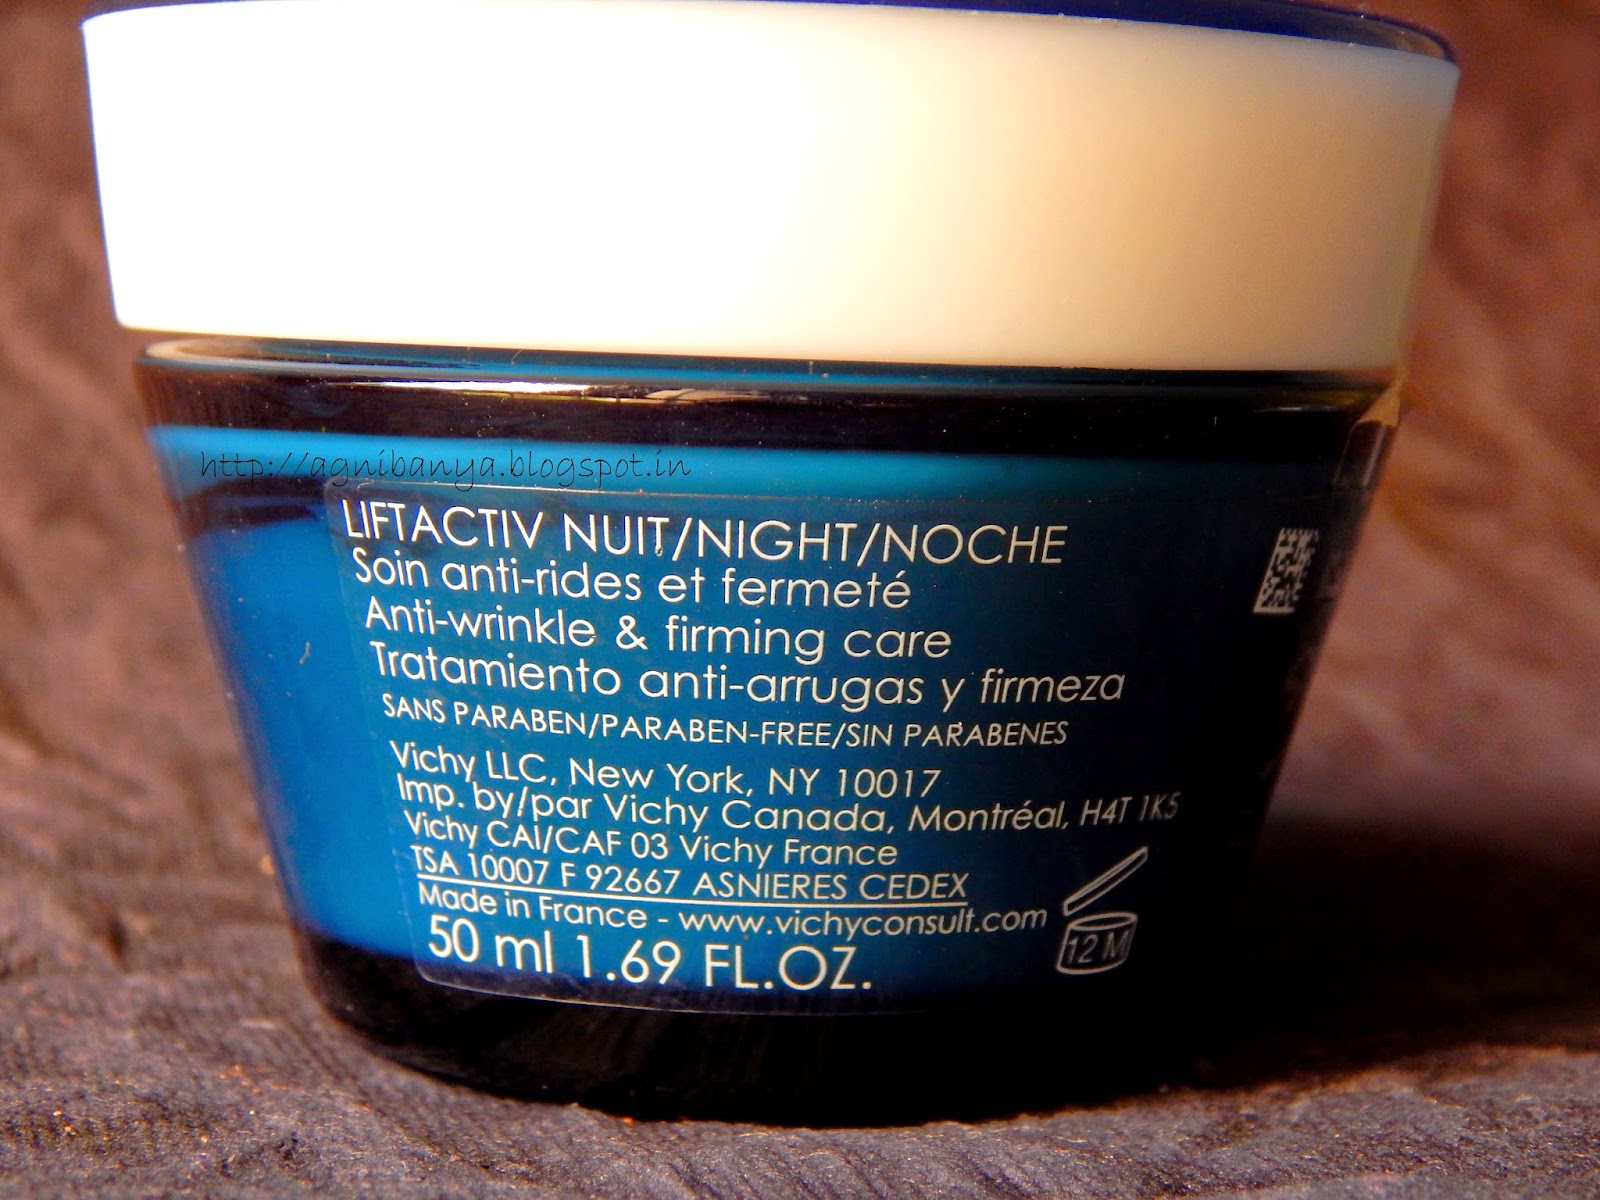 http://agnibanya.blogspot.in
LIFTACTIV NUIT/NIGHT/NOCHE
Soin anti-rides et fermeté
Anti-wrinkle & firming care
Tratamiento anti-arrugas y firmeza
SANS PARABEN/PARABEN-FREE/SIN PARABENES
Vichy LLC, New York, NY 10017
Imp. by/par Vichy Canada, Montréal, H4T 1K5
Vichy CAI/CAF 03 Vichy France
TSA 10007 F 92667 ASNIERES CEDEX
Made in France - www.vichyconsult.com
50 ml 1.69 FL.OZ.
12 M